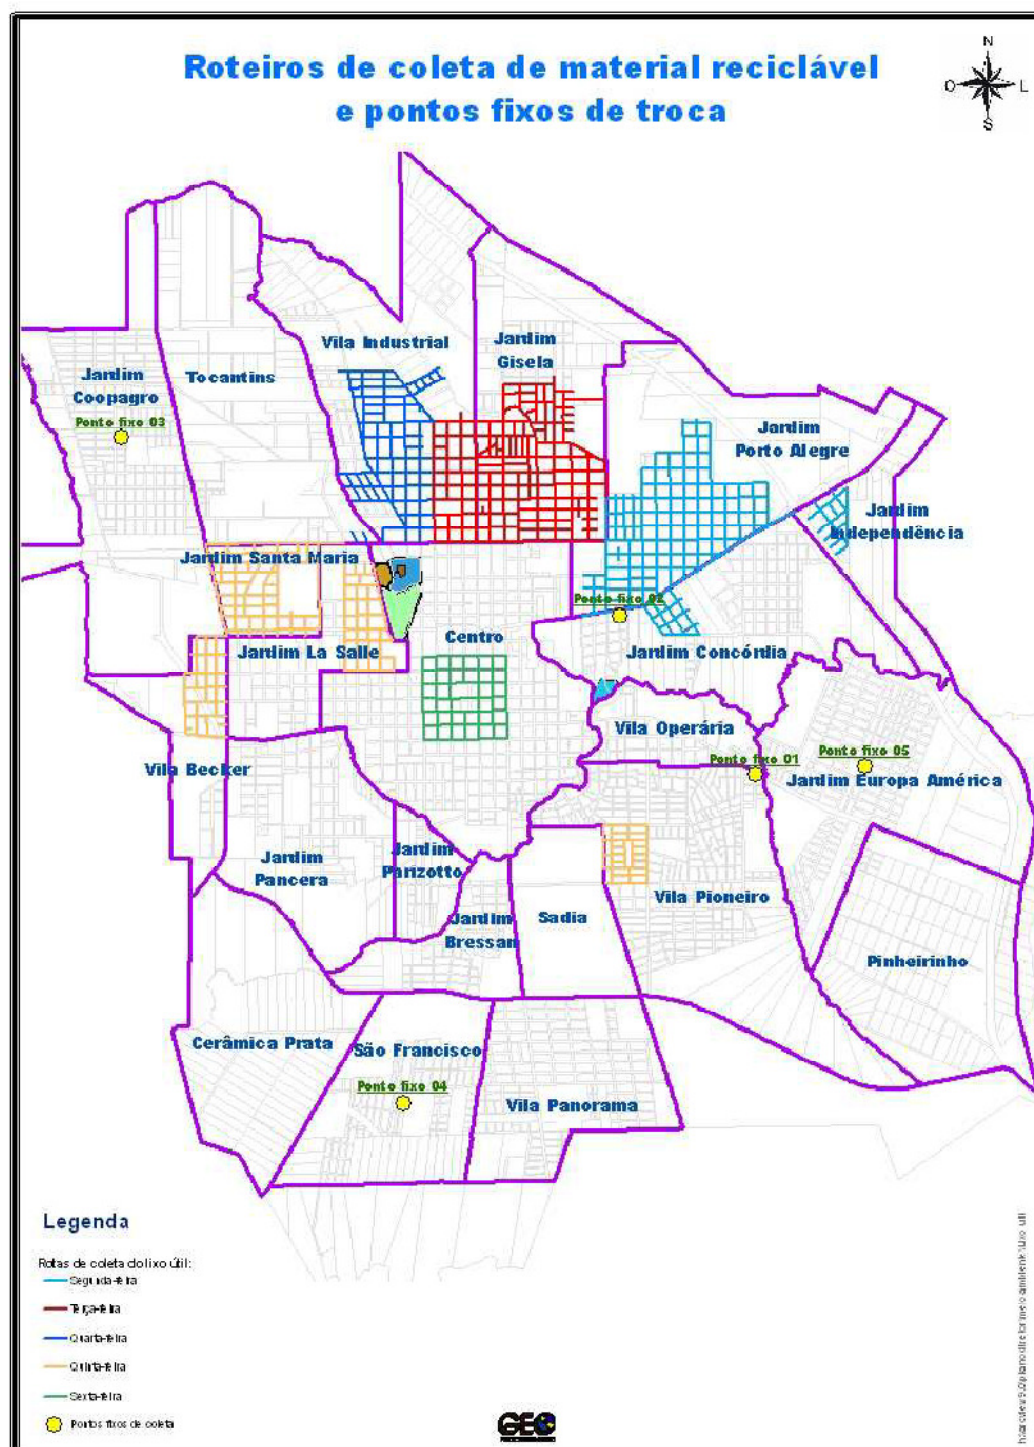 Roteiros de coleta de material reciclável
e pontos fixos de troca
N
O
L
S
Vila Industrial
Jardim
Gisela
Jardim
Coopagro
Tocantins
Ponto fixo 03
Jardim
Porto Alegre
Jardim
Independência
Jardim Santa Maria
Ponto fixo 02
Centro
Jardim La Salle
Jardim Concórdia
Vila Operária
Ponto fixo 01
Ponto fixo 05
Vila Becker
Jardim Europa América
Jardim
Pancera
Jardim
Parizotto
Vila Pioneiro
Jardim
Bressan
Sadia
Pinheirinho
Cerâmica Prata
São Francisco
Ponto fixo 04
Vila Panorama
Legenda
Rotas de coleta do lixo útil:
Segunda-feira
Terça-feira
Quarta-feira
Quinta-feira
Sexta-feira
Pontos fixos de coleta
GEO